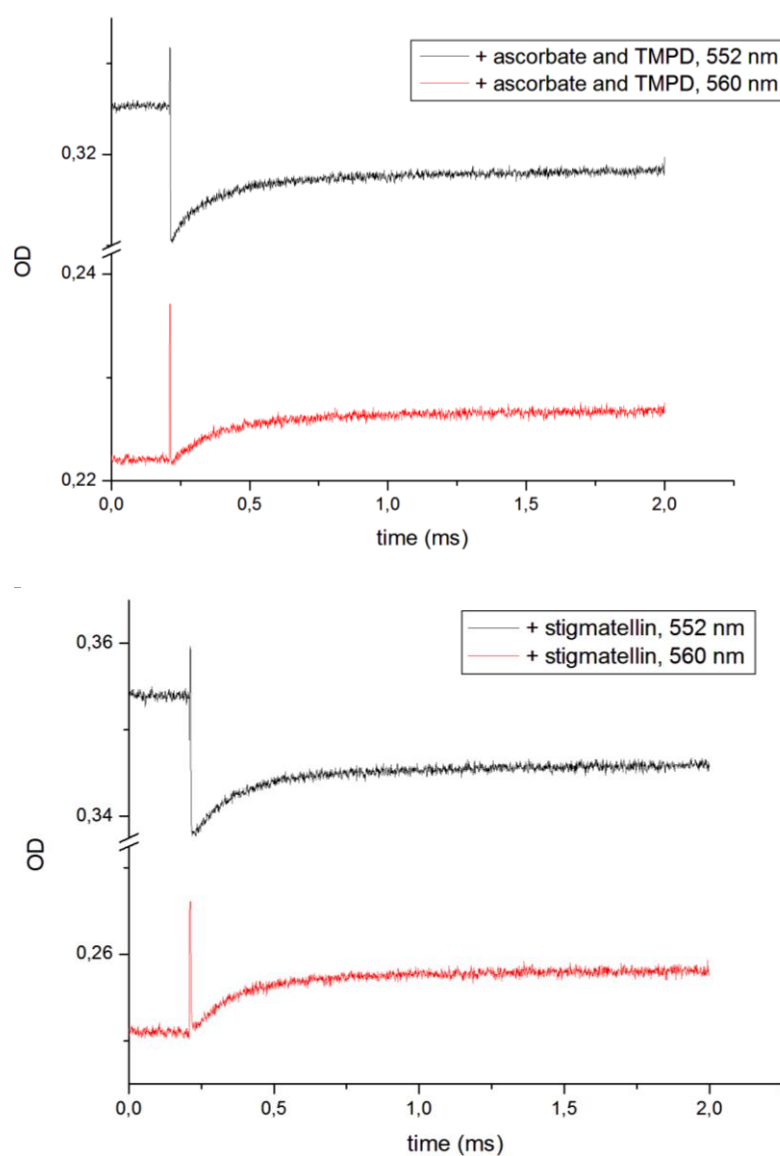 + ascorbate and TMPD, 552 nm
+ ascorbate and TMPD, 560 nm
0,32
OD
0,24
0,22
0,0 0,5 1,0 1,5 2,0
time (ms)
+ stigmatellin, 552 nm
+ stigmatellin, 560 nm
0,36
0,34
OD
0,26
0,0 0,5 1,0 1,5 2,0
time (ms)